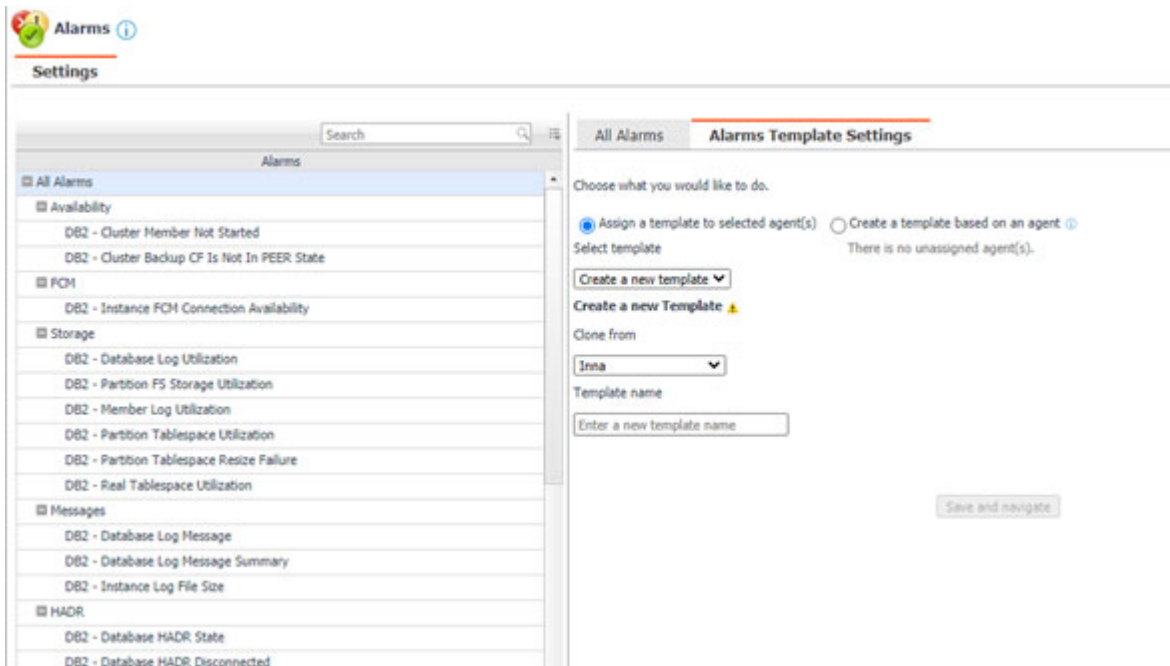 Alarms
Settings
Search
Alarms
All Alarms
Availability
DB2 - Cluster Member Not Started
DB2 - Cluster Backup CF Is Not In PEER State
FCM
DB2 - Instance FCM Connection Availability
Storage
DB2 - Database Log Utilization
DB2 - Partition FS Storage Utilization
DB2 - Member Log Utilization
DB2 - Partition Tablespace Utilization
DB2 - Partition Tablespace Resize Failure
DB2 - Real Tablespace Utilization
Messages
DB2 - Database Log Message
DB2 - Database Log Message Summary
DB2 - Instance Log File Size
HADR
DB2 - Database HADR State
DB2 - Database HADR Disconnected
All Alarms Alarms Template Settings
Choose what you would like to do.
Assign a template to selected agent(s) Create a template based on an agent
Select template There is no unassigned agent(s).
Create a new template
Create a new Template
Clone from
Inna
Template name
Enter a new template name
Save and navigate